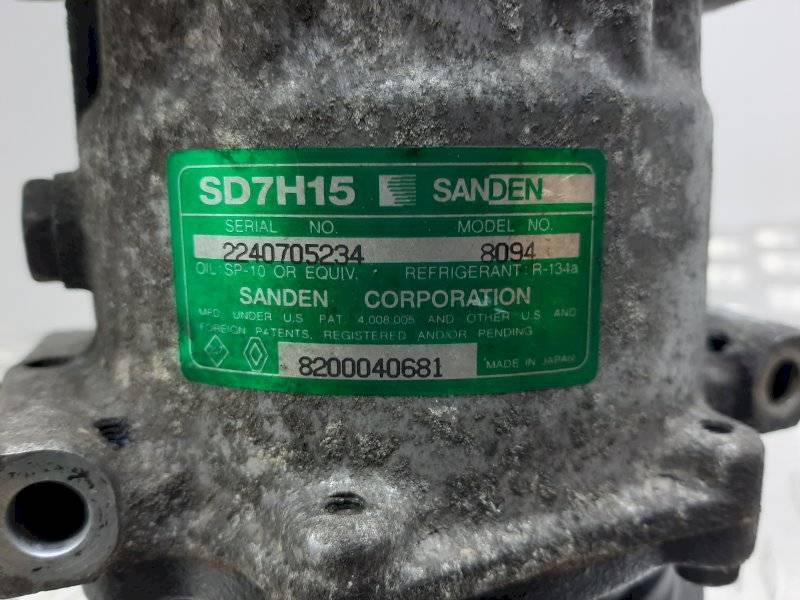 SD7H15 SANDEN
SERIAL NO. MODEL NO.
2240705234 8094
OIL: SP-10 OR EQUIV. REFRIGERANT: R-134a
SANDEN CORPORATION
MFD. UNDER U.S. PAT. 4,008,005 AND OTHER U.S. AND
FOREIGN PATENTS, REGISTERED AND/OR PENDING
8200040681 MADE IN JAPAN